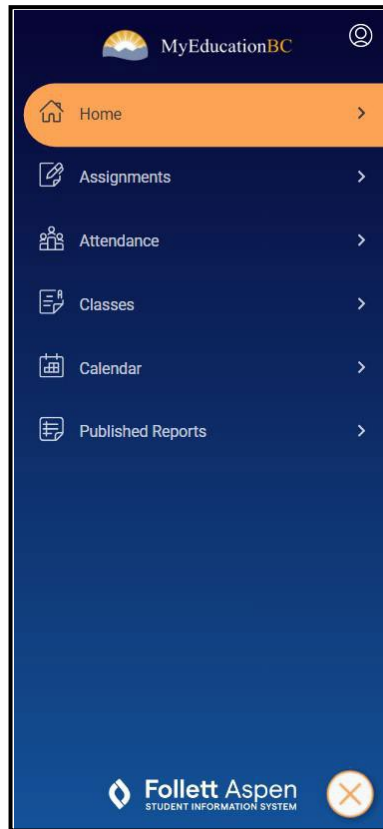 MyEducationBC
Home
Assignments
Attendance
Classes
Calendar
Published Reports
Follett Aspen
STUDENT INFORMATION SYSTEM